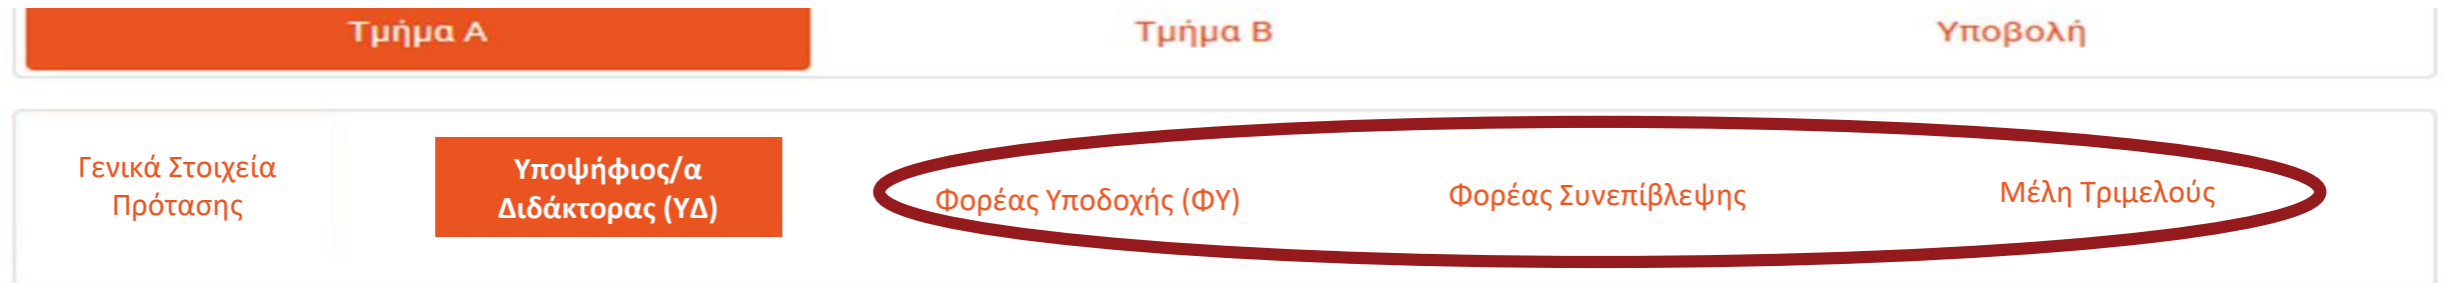 Τμήμα Α
Τμήμα Β
Υποβολή
Γενικά Στοιχεία
Πρότασης
Υποψήφιος/α
Διδάκτορας (ΥΔ)
Φορέας Υποδοχής (ΦΥ)
Φορέας Συνεπίβλεψης
Μέλη Τριμελούς